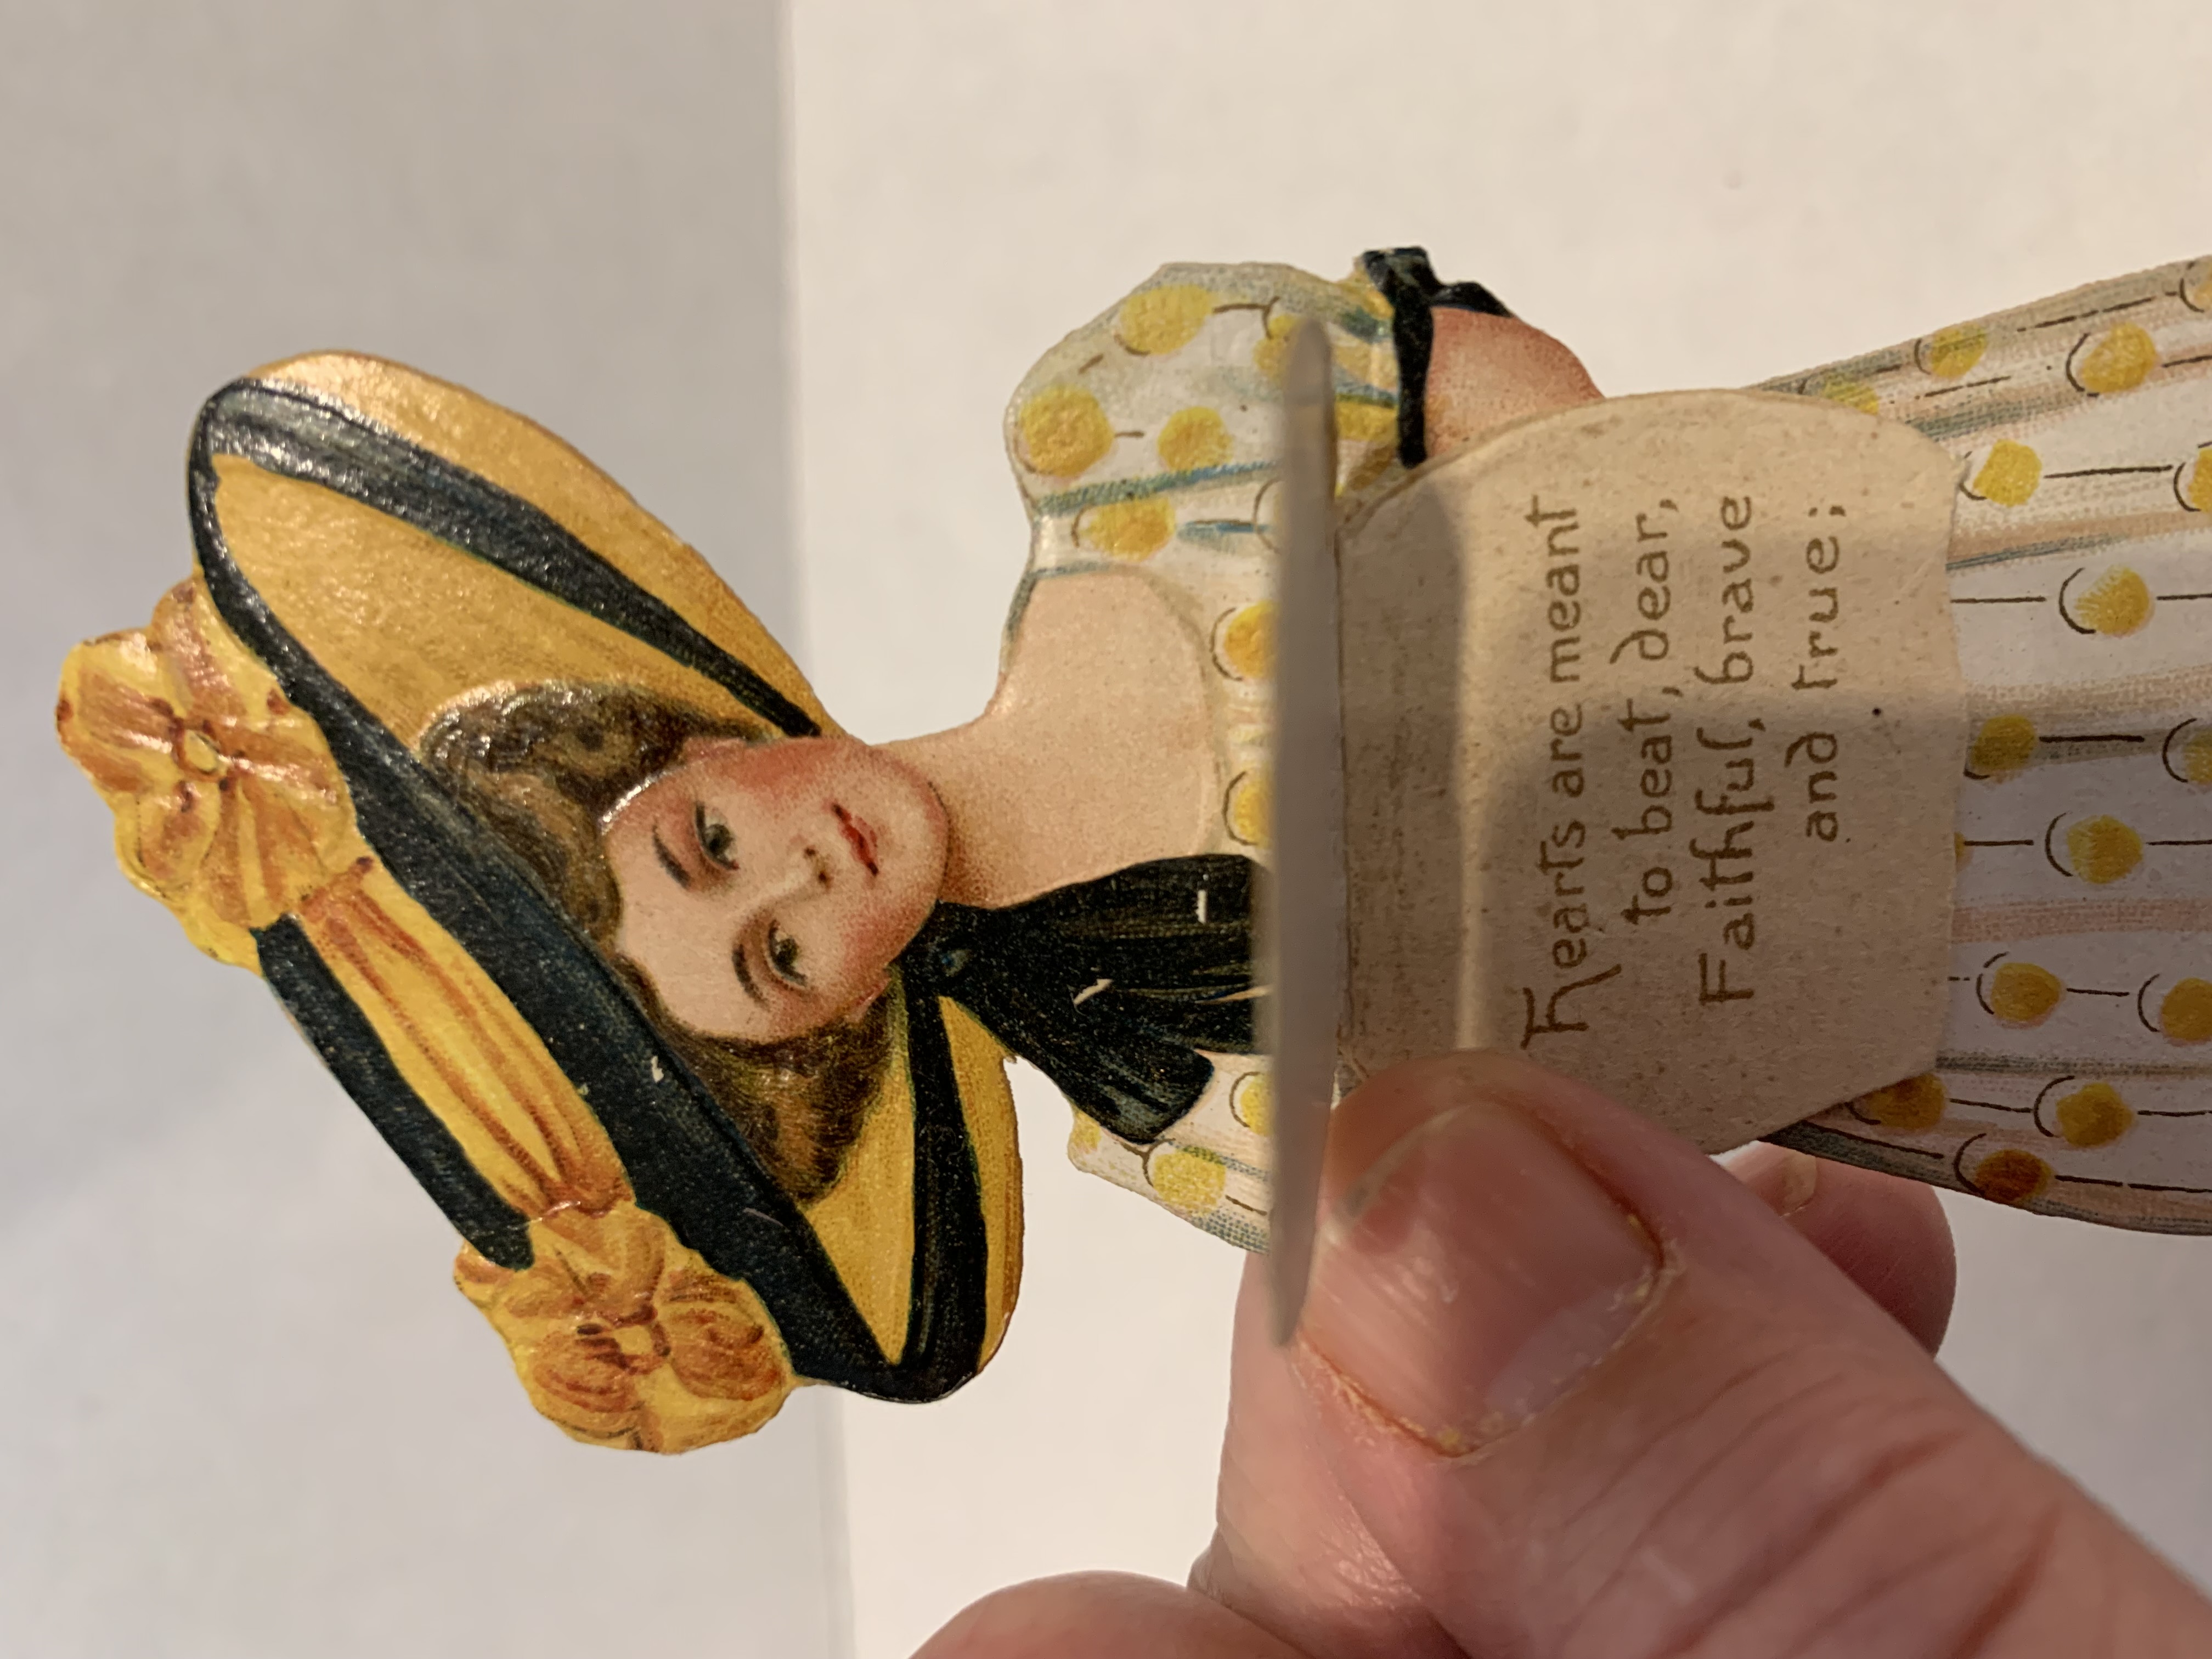 Hearts are meant
to beat, dear,
Faithful, brave
and true;